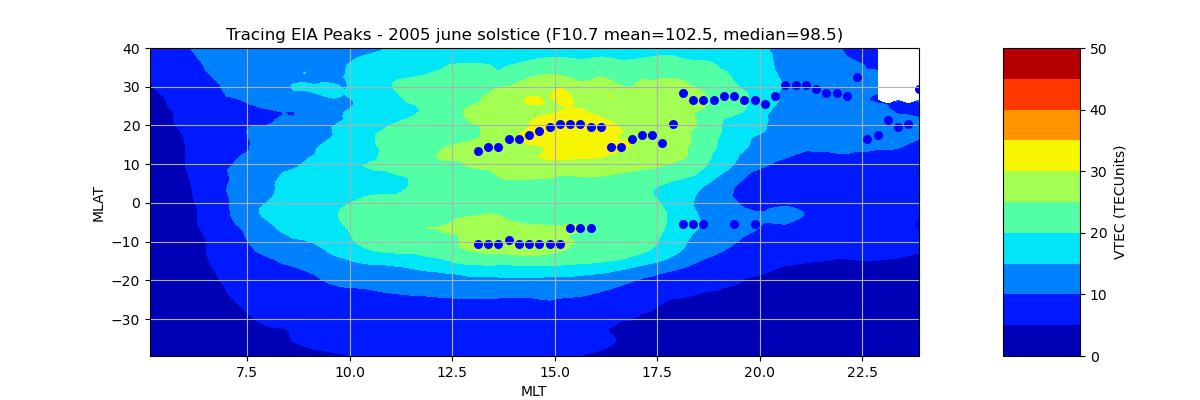 Tracing EIA Peaks - 2005 june solstice (F10.7 mean=102.5, median=98.5)
40
30
20
10
0
−10
−20
−30
MLAT
7.5 10.0 12.5 15.0 17.5 20.0 22.5
MLT
50
40
30
20
10
0
VTEC (TECUnits)